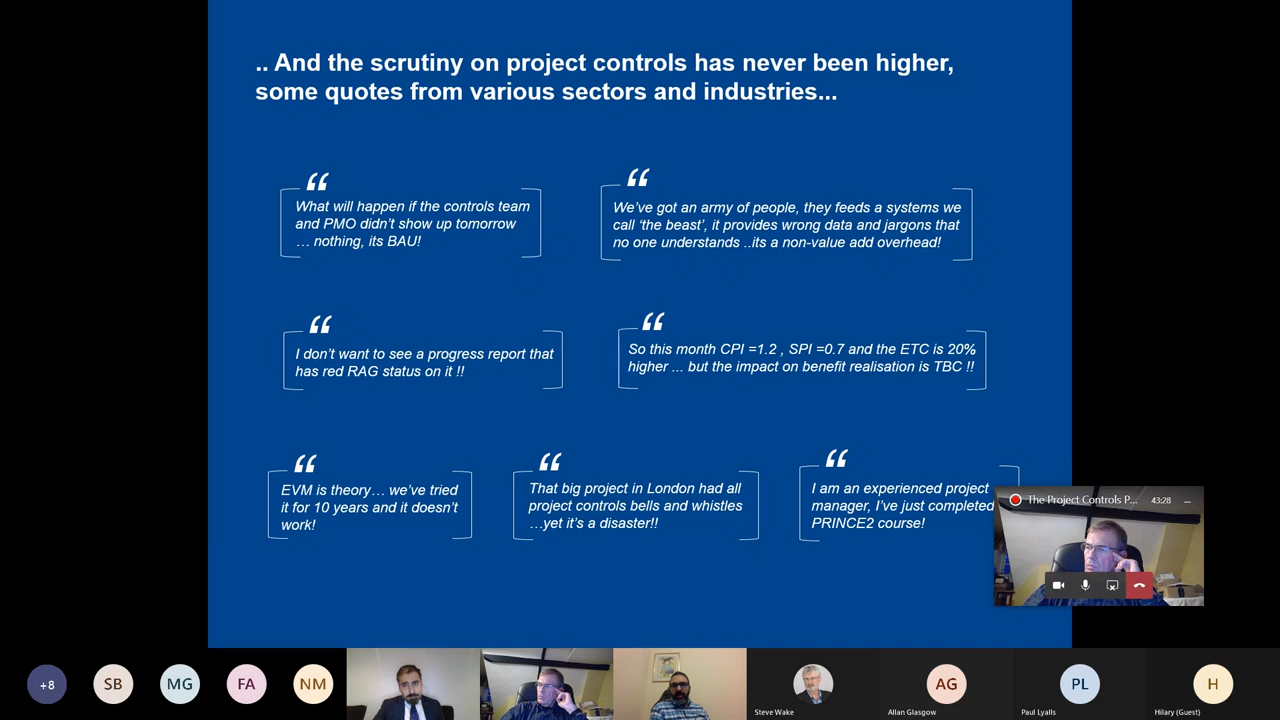 .. And the scrutiny on project controls has never been higher,
some quotes from various sectors and industries...
“
What will happen if the controls team
and PMO didn’t show up tomorrow
… nothing, its BAU!
“
We’ve got an army of people, they feeds a systems we
call ‘the beast’, it provides wrong data and jargons that
no one understands ..its a non-value add overhead!
“
I don’t want to see a progress report that
has red RAG status on it !!
“
So this month CPI =1.2 , SPI =0.7 and the ETC is 20%
higher ... but the impact on benefit realisation is TBC !!
“
EVM is theory… we’ve tried
it for 10 years and it doesn’t
work!
“
That big project in London had all
project controls bells and whistles
…yet it’s a disaster!!
“
I am an experienced project
manager, I’ve just completed
PRINCE2 course!
The Project Controls P... 43:28 ...
+8
SB
MG
FA
NM
Steve Wake
AG
Allan Glasgow
PL
Paul Lyalls
H
Hilary (Guest)